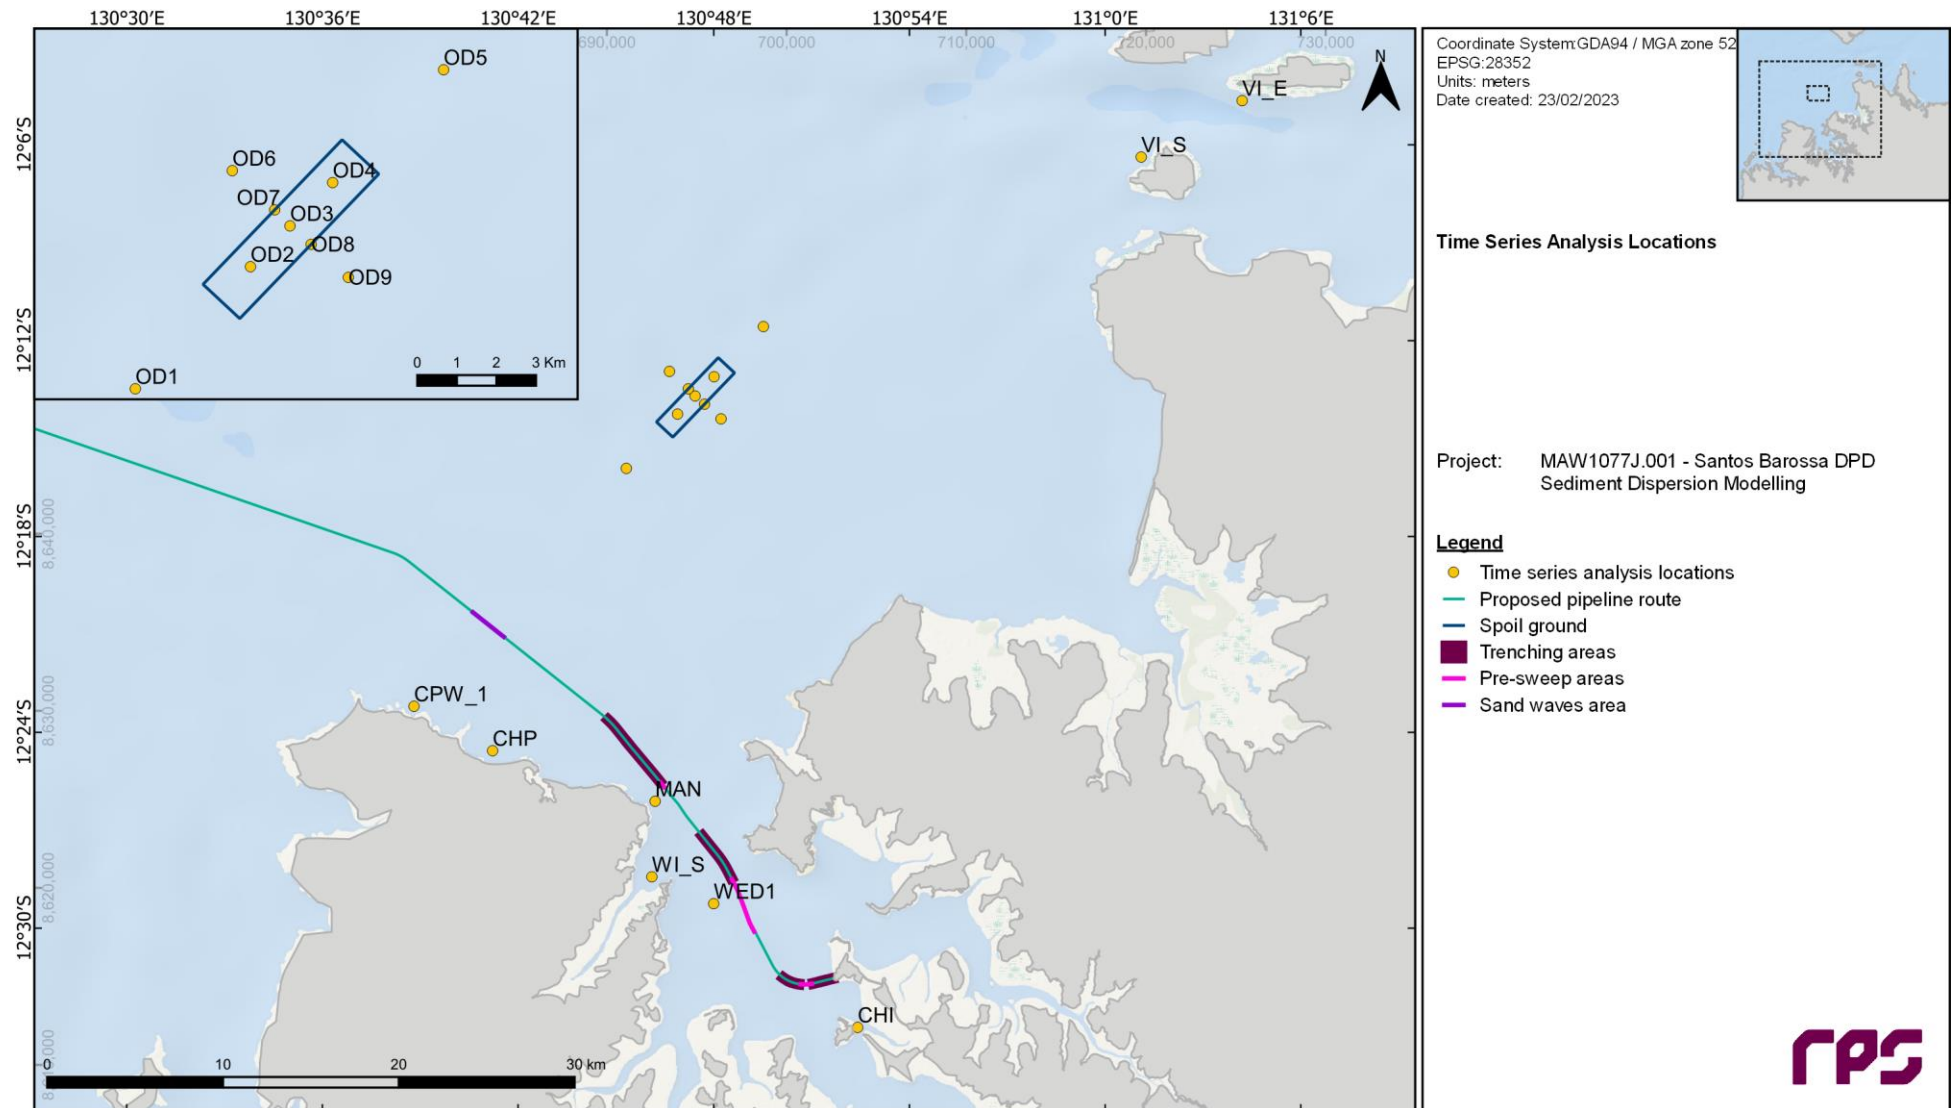 130°30'E 130°36'E 130°42'E 130°48'E 130°54'E 131°0'E 131°6'E
690,000 700,000 710,000 720,000 730,000
12°6'S
12°12'S
12°18'S
12°24'S
12°30'S
8,640,000
8,630,000
8,620,000
OD5
OD6
OD4
OD7
OD3
OD8
OD2
OD9
OD1
0 1 2 3 Km
N
VI_E
VI_S
CPW_1
CHP
MAN
WI_S
WED1
CHI
0 10 20 30 km
Coordinate System:GDA94 / MGA zone 52
EPSG:28352
Units: meters
Date created: 23/02/2023
Time Series Analysis Locations
Project: MAW1077J.001 - Santos Barossa DPD
Sediment Dispersion Modelling
Legend
Time series analysis locations
Proposed pipeline route
Spoil ground
Trenching areas
Pre-sweep areas
Sand waves area
rps